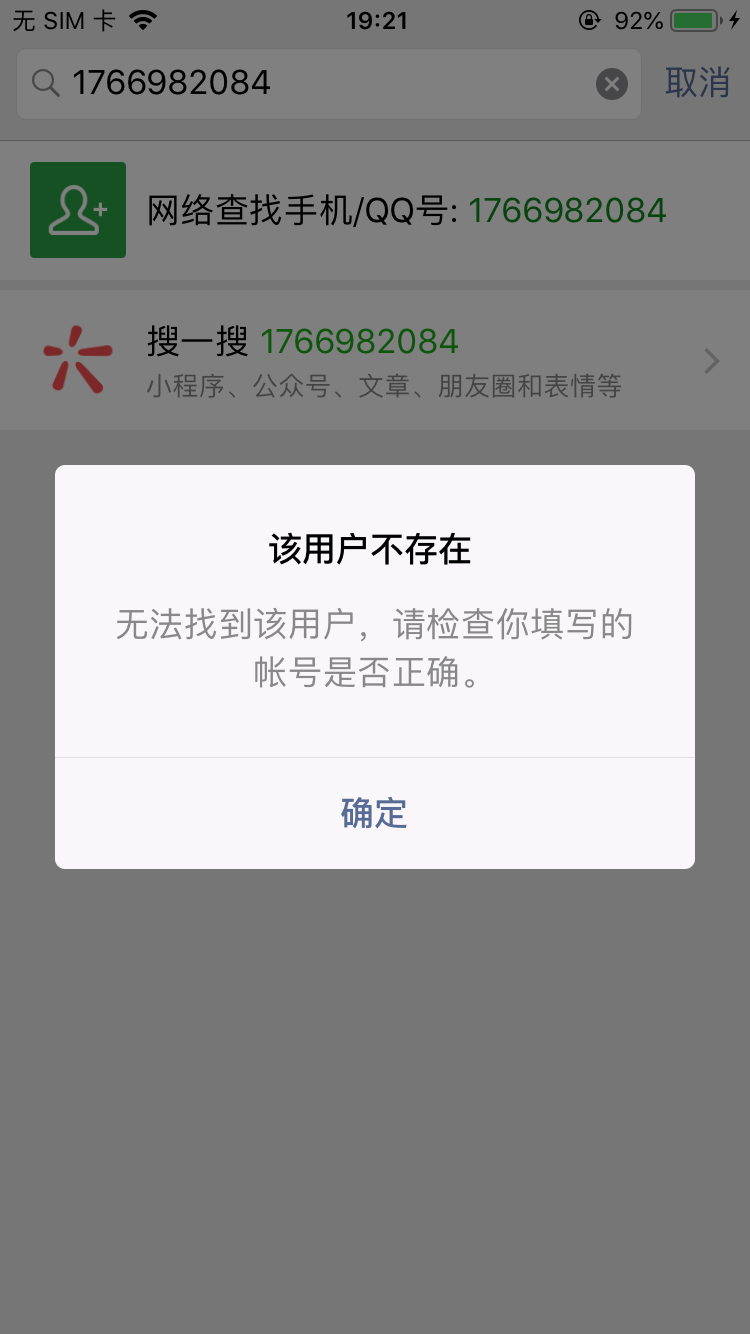 无 SIM 卡 19:21 92%
1766982084 取消
网络查找手机/QQ号: 1766982084
搜一搜 1766982084
小程序、公众号、文章、朋友圈和表情等
该用户不存在
无法找到该用户，请检查你填写的
帐号是否正确。
确定